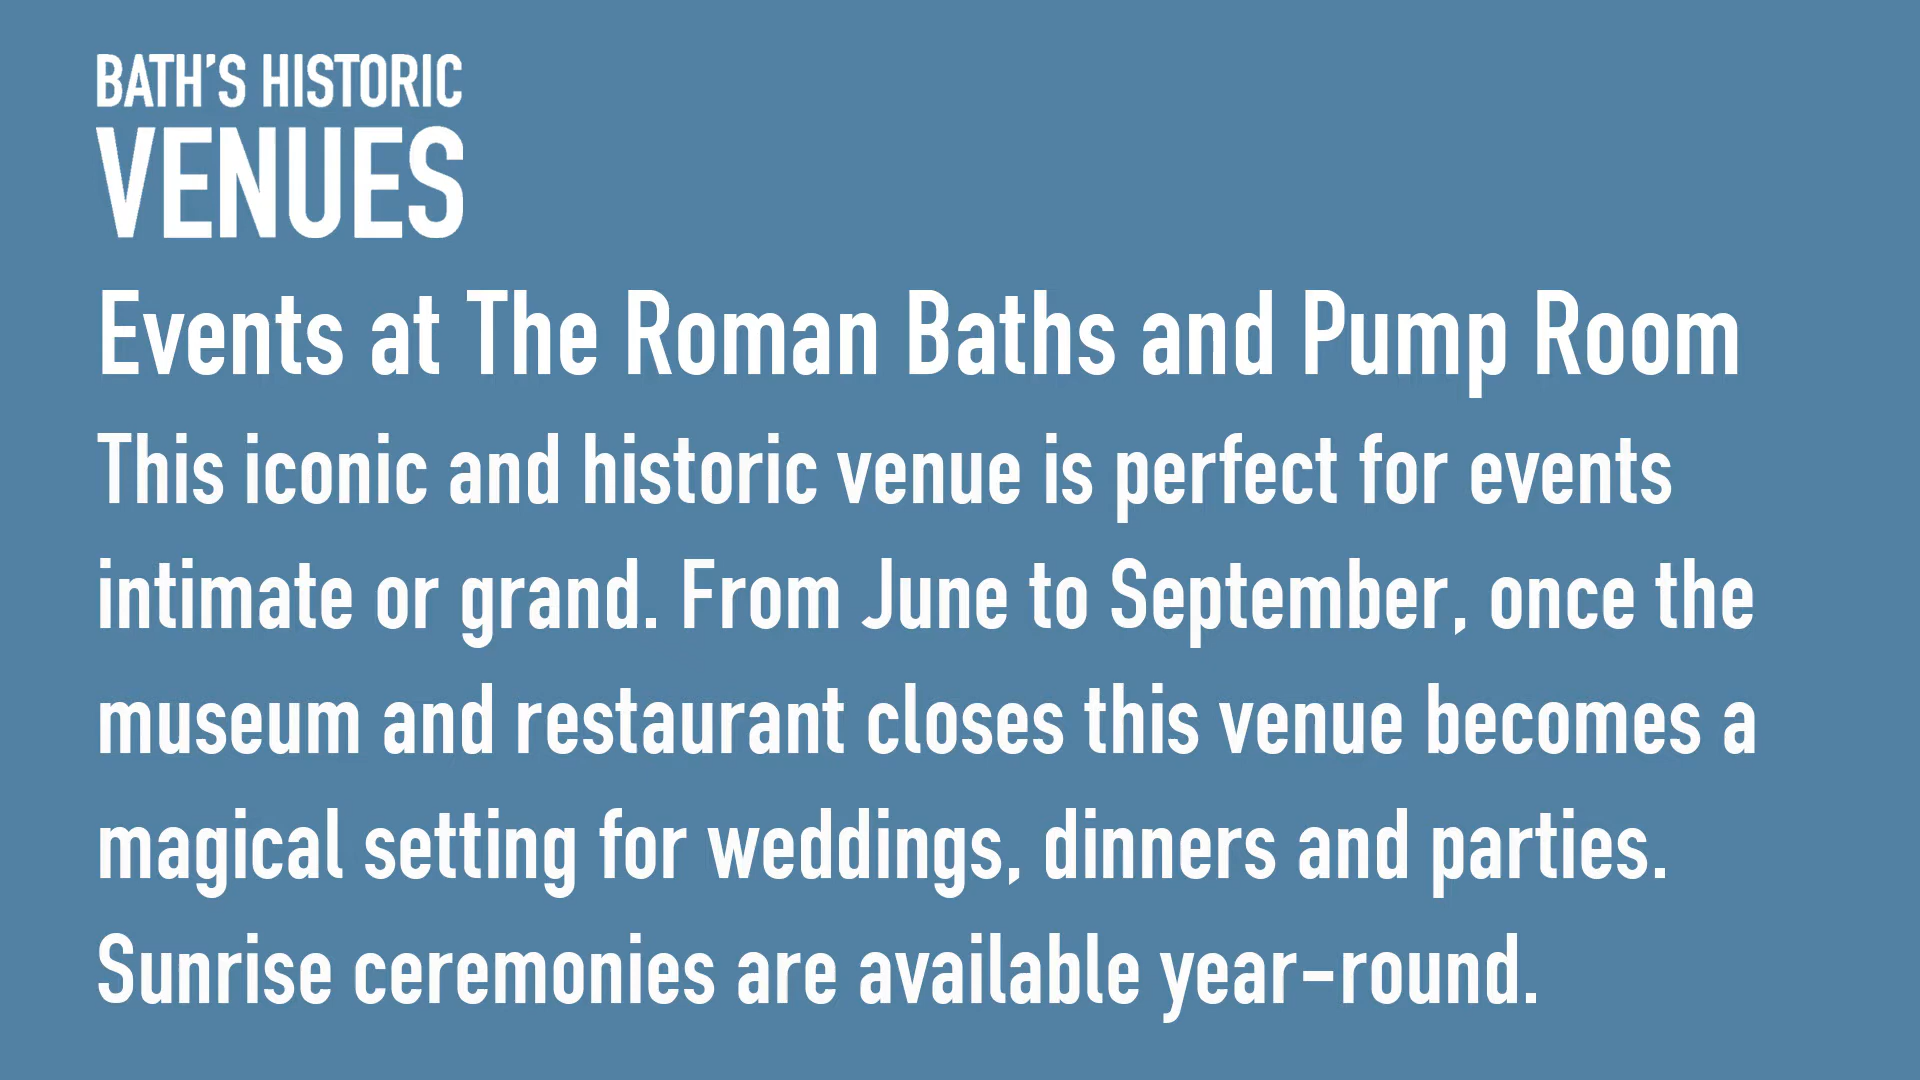 BATH'S HISTORIC
VENUES
Events at The Roman Baths and Pump Room
This iconic and historic venue is perfect for events
intimate or grand. From June to September, once the
museum and restaurant closes this venue becomes a
magical setting for weddings, dinners and parties.
Sunrise ceremonies are available year-round.